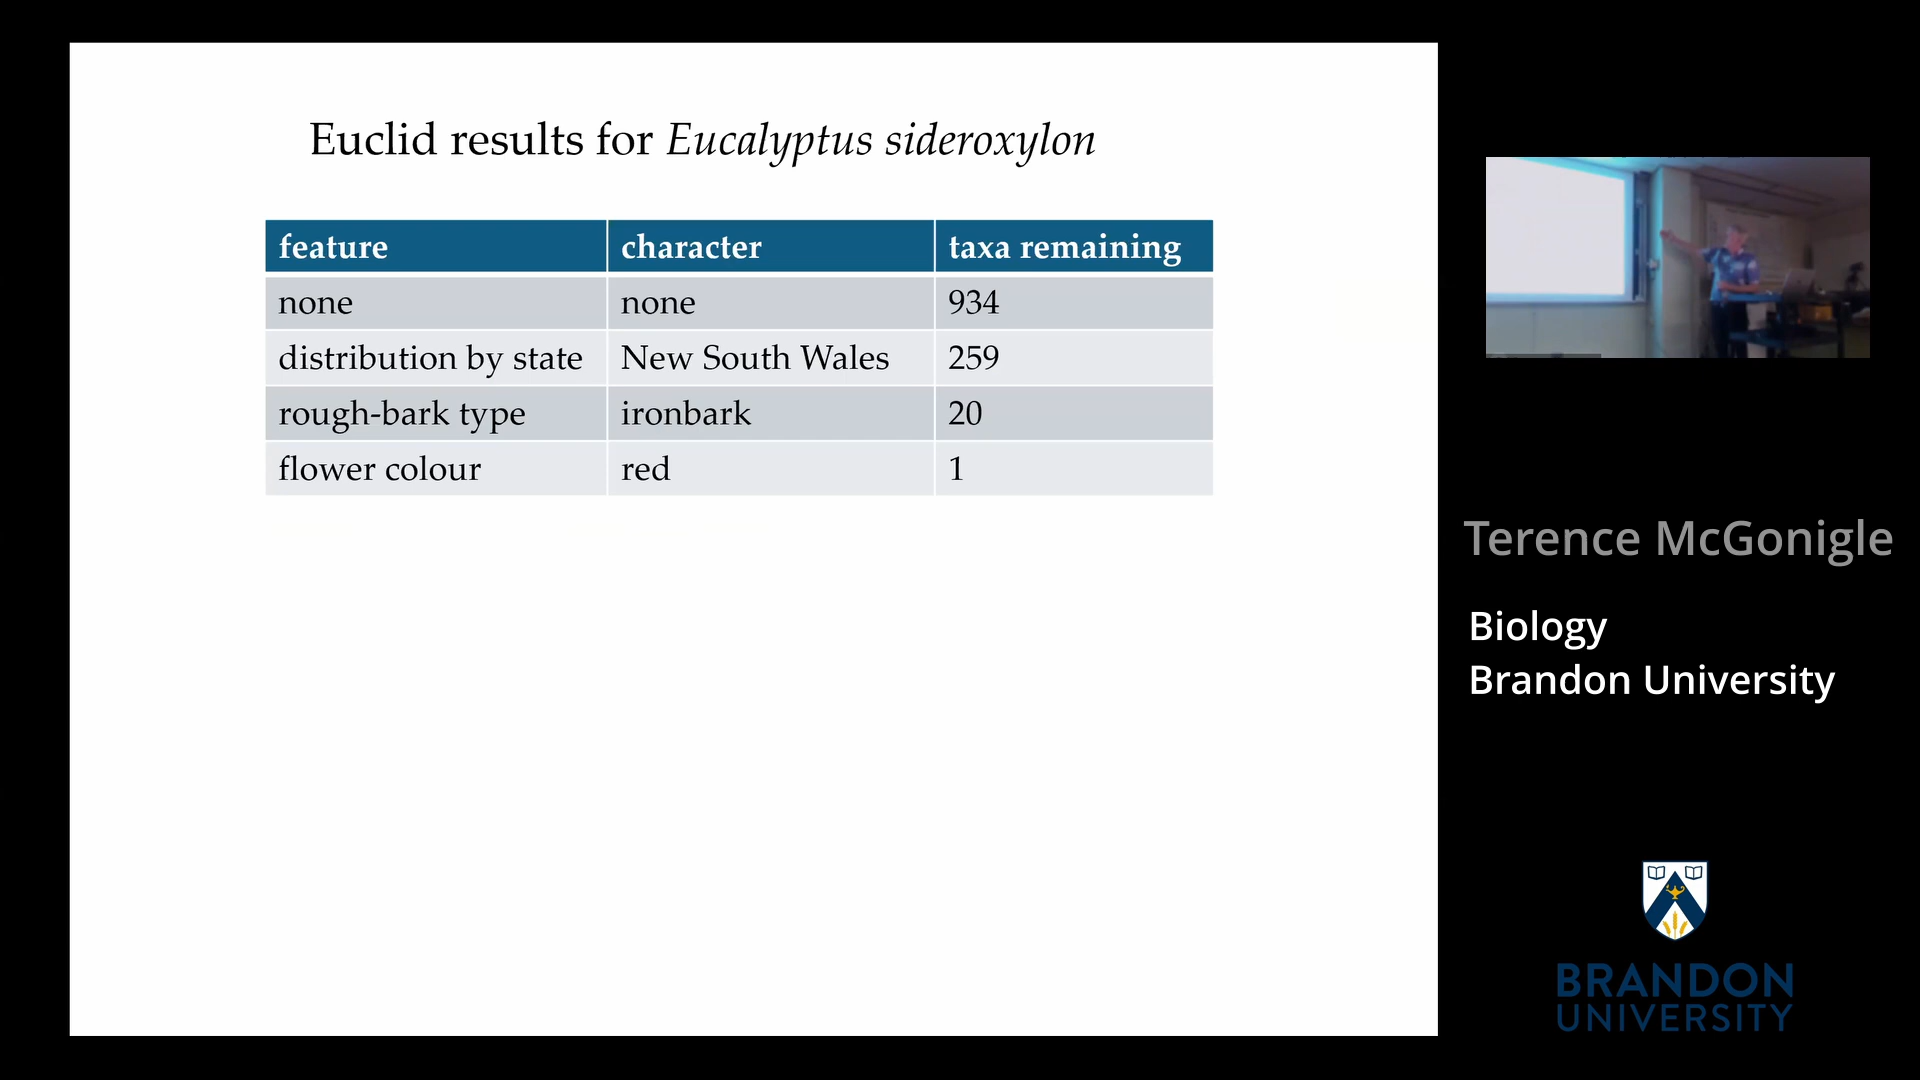 Euclid results for Eucalyptus sideroxylon
feature character taxa remaining
none none 934
distribution by state New South Wales 259
rough-bark type ironbark 20
flower colour red 1
Terence McGonigle
Biology
Brandon University
BRANDON
UNIVERSITY